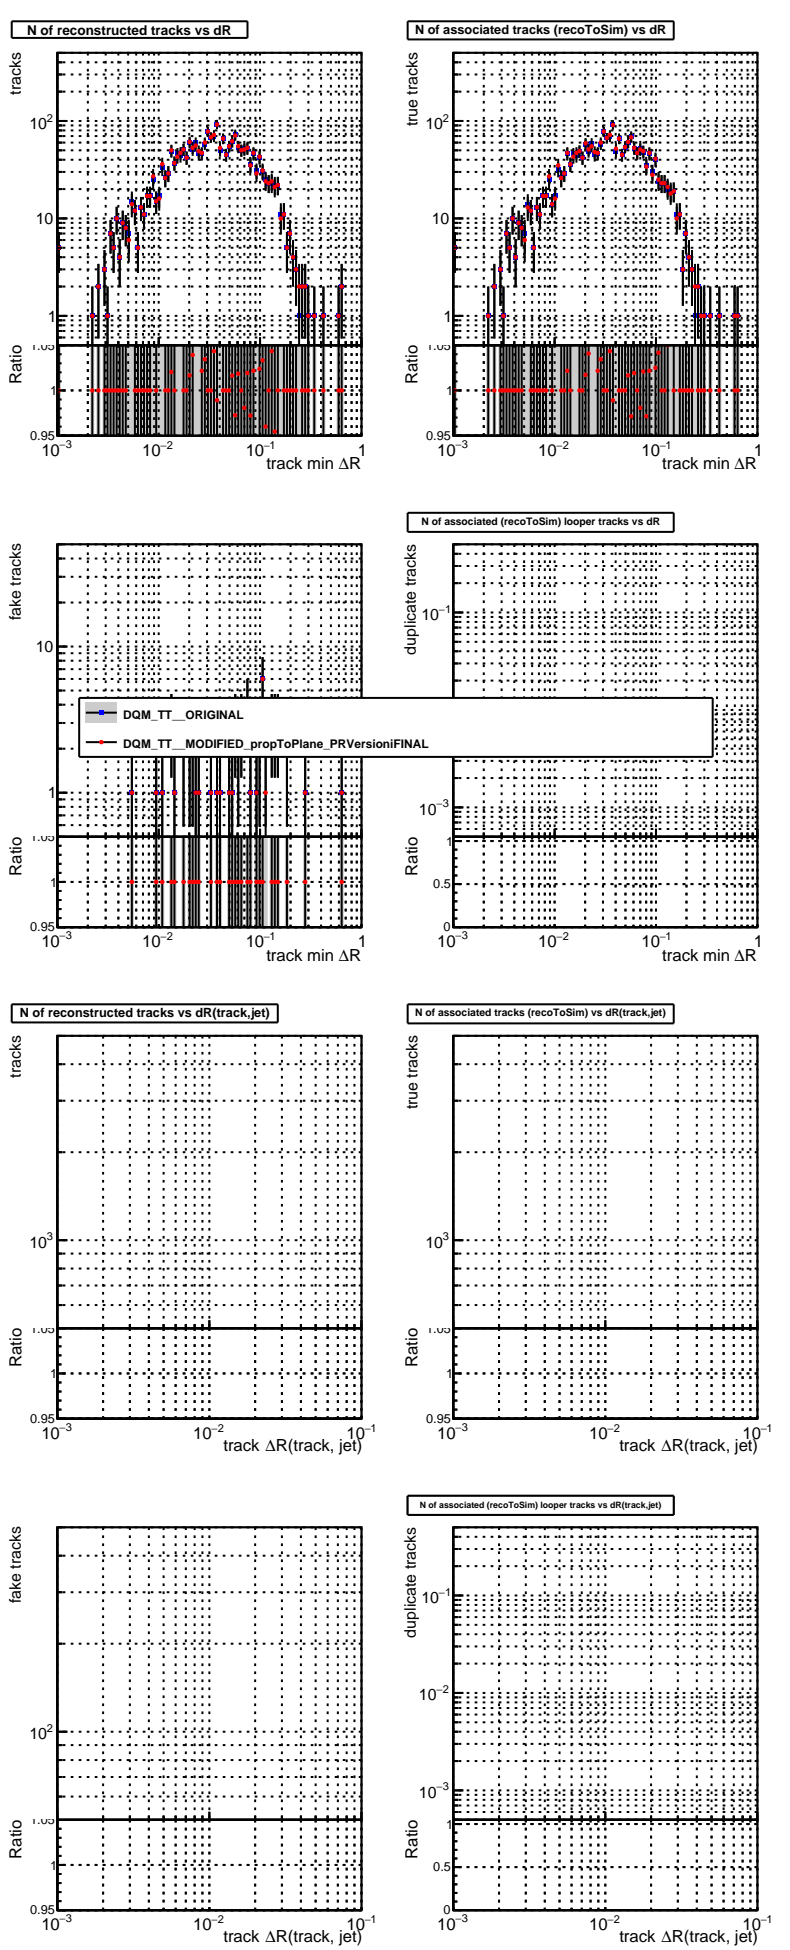 N of reconstructed tracks vs dR
tracks
10²
10
1
1.05
Ratio
1
0.95
10⁻³
10⁻²
10⁻¹
1
track min ΔR
N of associated tracks (recoToSim) vs dR
true tracks
10²
10
1
1.05
Ratio
1
0.95
10⁻³
10⁻²
10⁻¹
1
track min ΔR
fake tracks
10
1
1.05
Ratio
1
0.95
10⁻³
10⁻²
10⁻¹
1
track min ΔR
N of associated (recoToSim) looper tracks vs dR
duplicate tracks
10⁻¹
10⁻³
Ratio
1
0.5
0
10⁻³
10⁻²
10⁻¹
1
track min ΔR
DQM_TT__ORIGINAL
DQM_TT__MODIFIED_propToPlane_PRVersioniFINAL
N of reconstructed tracks vs dR(track,jet)
tracks
10³
1.05
Ratio
1
0.95
10⁻³
10⁻²
10⁻¹
track ΔR(track, jet)
N of associated tracks (recoToSim) vs dR(track,jet)
true tracks
10³
1.05
Ratio
1
0.95
10⁻³
10⁻²
10⁻¹
track ΔR(track, jet)
fake tracks
10²
1.05
Ratio
1
0.95
10⁻³
10⁻²
10⁻¹
track ΔR(track, jet)
N of associated (recoToSim) looper tracks vs dR(track,jet)
duplicate tracks
10⁻¹
10⁻²
10⁻³
Ratio
1
0.5
0
10⁻³
10⁻²
10⁻¹
track ΔR(track, jet)